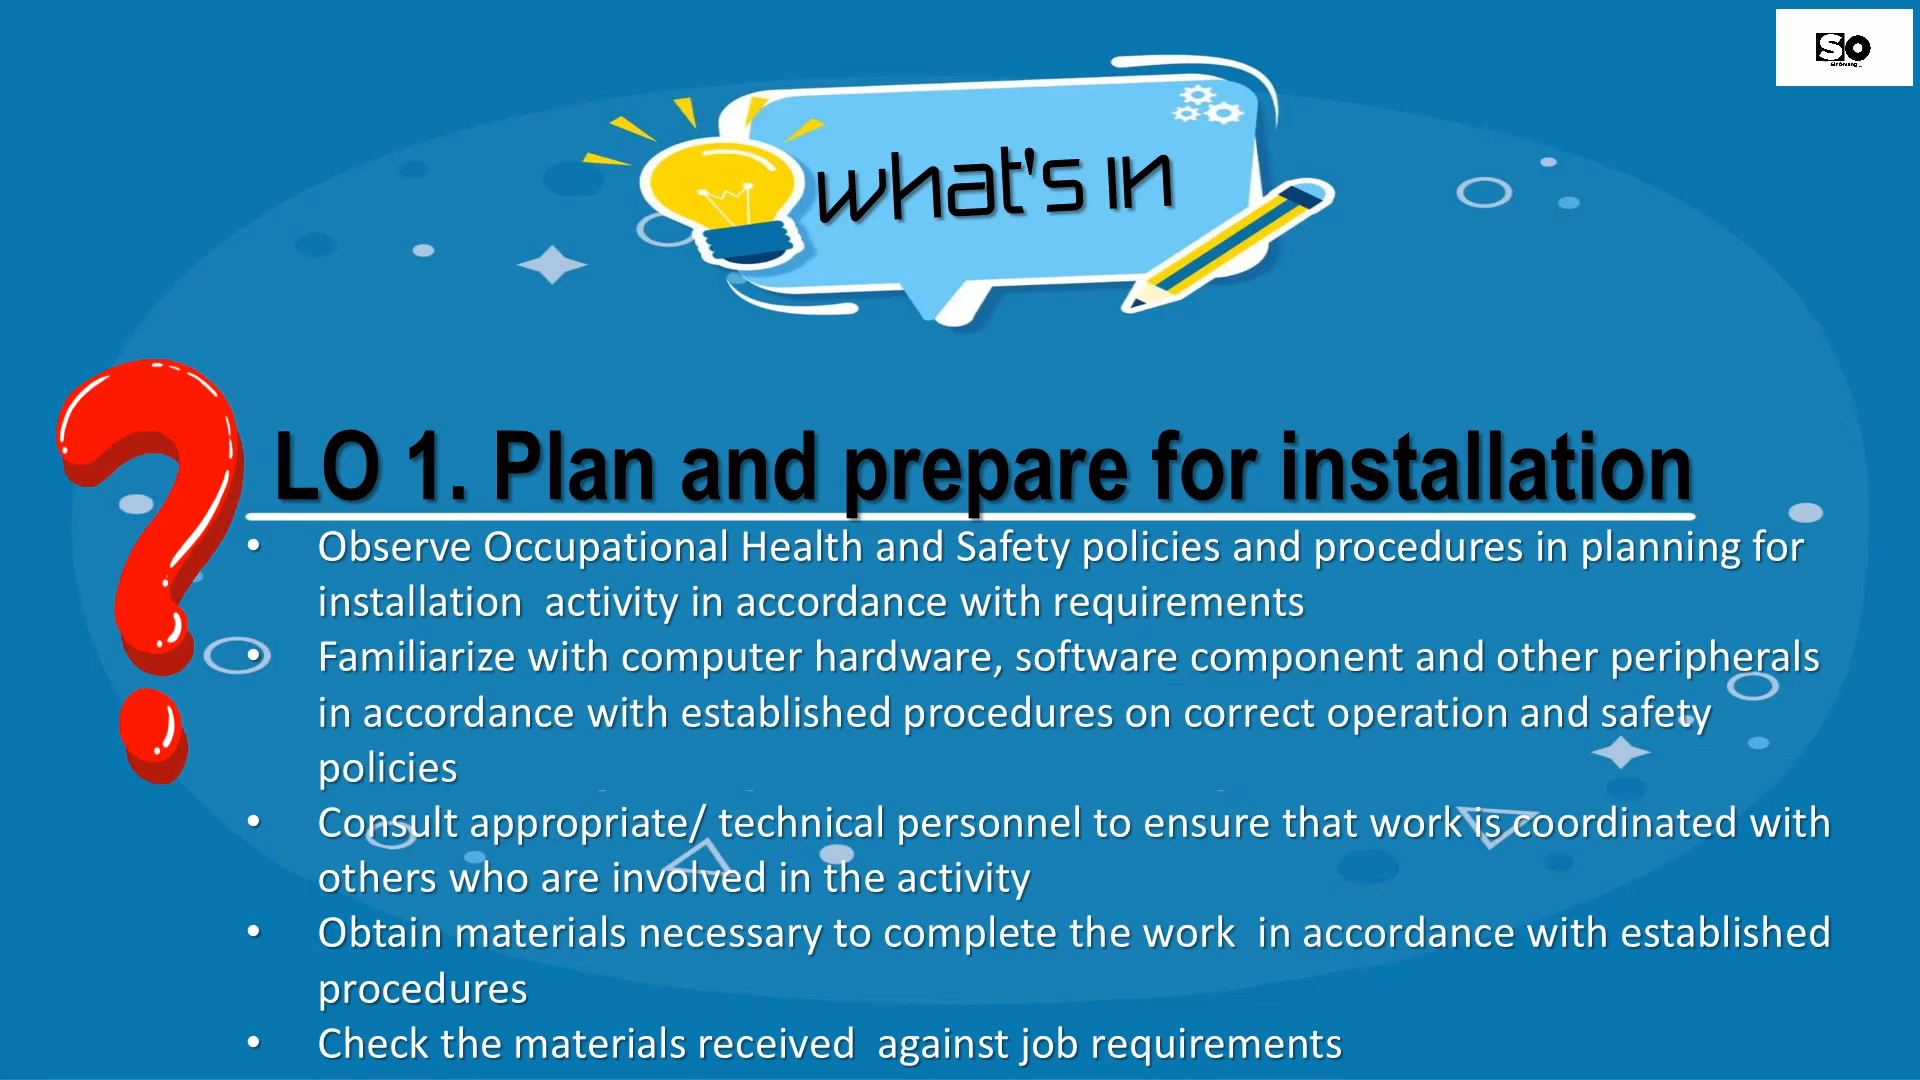 SO
what's in
LO 1. Plan and prepare for installation
• Observe Occupational Health and Safety policies and procedures in planning for
installation  activity in accordance with requirements
• Familiarize with computer hardware, software component and other peripherals
in accordance with established procedures on correct operation and safety
policies
• Consult appropriate/ technical personnel to ensure that work is coordinated with
others who are involved in the activity
• Obtain materials necessary to complete the work  in accordance with established
procedures
• Check the materials received  against job requirements